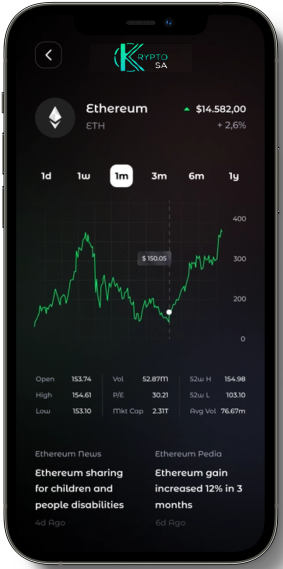 KRYPTO
SA
Ethereum
$14.582,00
ETH
+ 2,6%
1d 1w 1m 3m 6m 1y
400
$ 150.05
300
200
0
Open 153.74 Vol 52.87M 52w H 154.98
High 154.61 P/E 30.21 52w L 103.10
Low 153.10 Mkt Cap 2.31T Avg Vol 76.67m
Ethereum News Ethereum Pedia
Ethereum sharing
for children and
people disabilities
4d Ago
Ethereum gain
increased 12% in 3
months
6d Ago